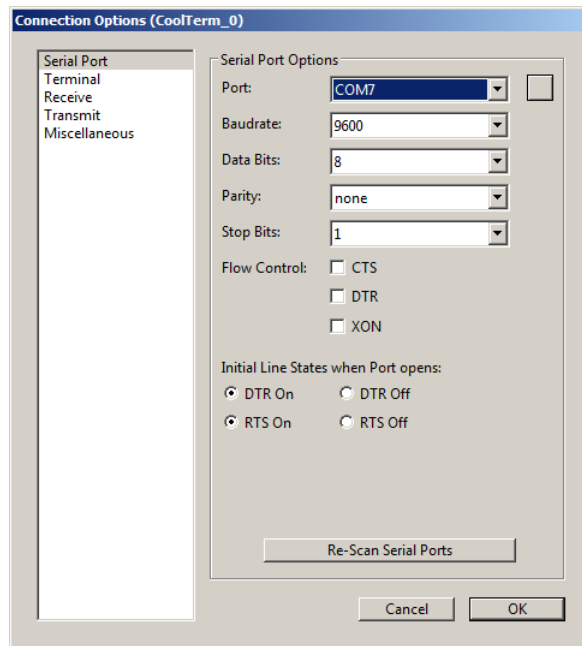 Connection Options (CoolTerm_0)
Serial Port
Terminal
Receive
Transmit
Miscellaneous
Serial Port Options
Port: COM7
Baudrate: 9600
Data Bits: 8
Parity: none
Stop Bits: 1
Flow Control: CTS
DTR
XON
Initial Line States when Port opens:
DTR On DTR Off
RTS On RTS Off
Re-Scan Serial Ports
Cancel OK